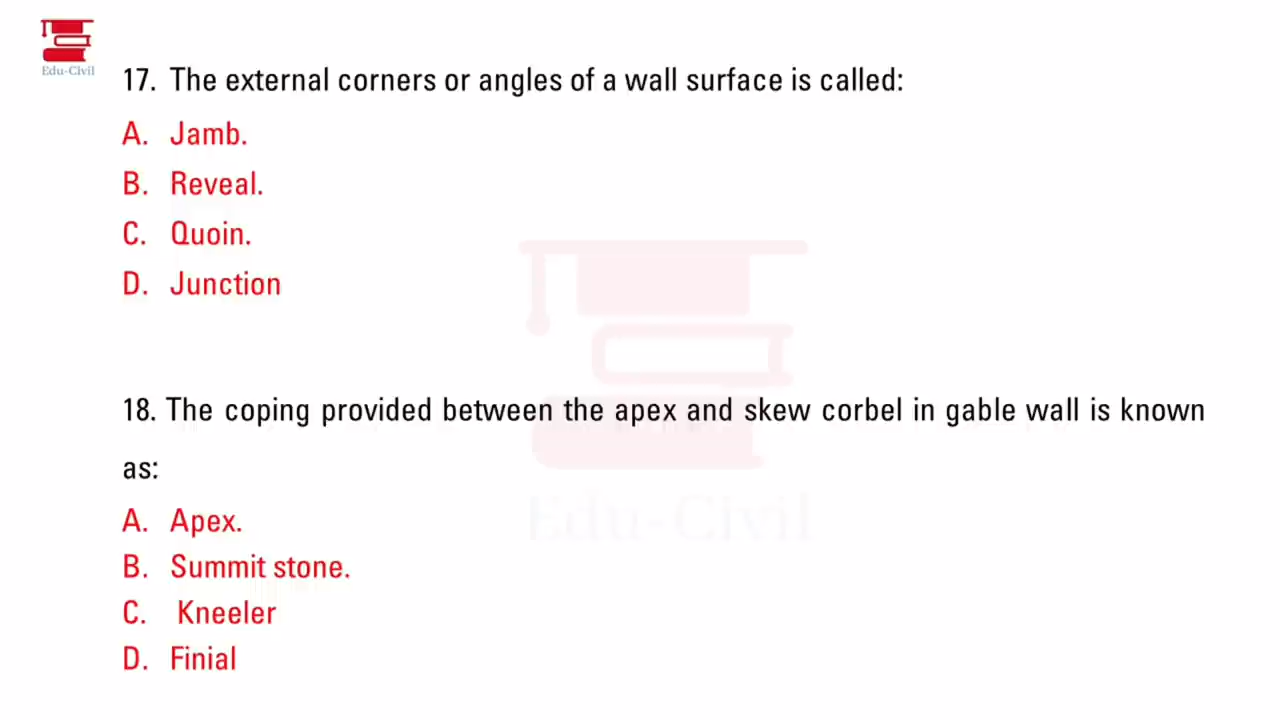 Edu-Civil
17. The external corners or angles of a wall surface is called:
A. Jamb.
B. Reveal.
C. Quoin.
D. Junction
18. The coping provided between the apex and skew corbel in gable wall is known
as:
Edu-Civil
A. Apex.
B. Summit stone.
C. Kneeler
D. Finial